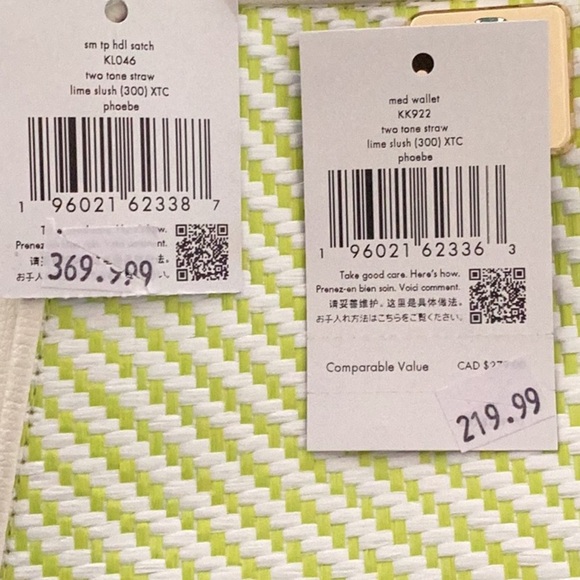 sm tp hdl satch
KL046
two tone straw
lime slush (300) XTC
phoebe
1 96021 62338 7
Prenez
369.99
med wallet
KK922
two tone straw
lime slush (300) XTC
phoebe
1 96021 62336 3
Take good care. Here's how.
Prenez-en bien soin. Voici comment.
请妥善维护。这里是具体做法。
お手入れ方法はこちらをご覧ください。
Comparable Value CAD
219.99